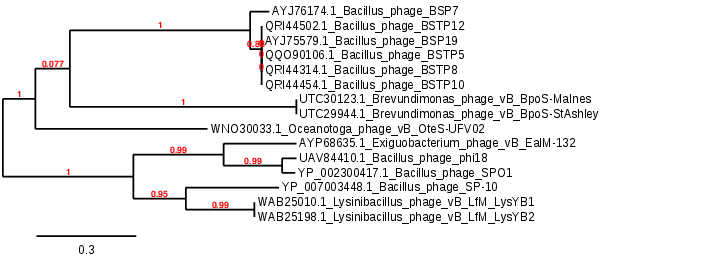 AYJ76174.1_Bacillus_phage_BSP7
1
QRI44502.1_Bacillus_phage_BSTP12
AYJ75579.1_Bacillus_phage_BSP19
QQO90106.1_Bacillus_phage_BSTP5
0.077
QRI44314.1_Bacillus_phage_BSTP8
QRI44454.1_Bacillus_phage_BSTP10
1
UTC30123.1_Brevundimonas_phage_vB_BpoS-Malnes
1
UTC29944.1_Brevundimonas_phage_vB_BpoS-StAshley
WNO30033.1_Oceanotoga_phage_vB_OteS-UFV02
AYP68635.1_Exiguobacterium_phage_vB_EalM-132
0.99
UAV84410.1_Bacillus_phage_phi18
0.99
1
YP_002300417.1_Bacillus_phage_SPO1
YP_007003448.1_Bacillus_phage_SP-10
0.95
WAB25010.1_Lysinibacillus_phage_vB_LfM_LysYB1
0.99
WAB25198.1_Lysinibacillus_phage_vB_LfM_LysYB2
0.3